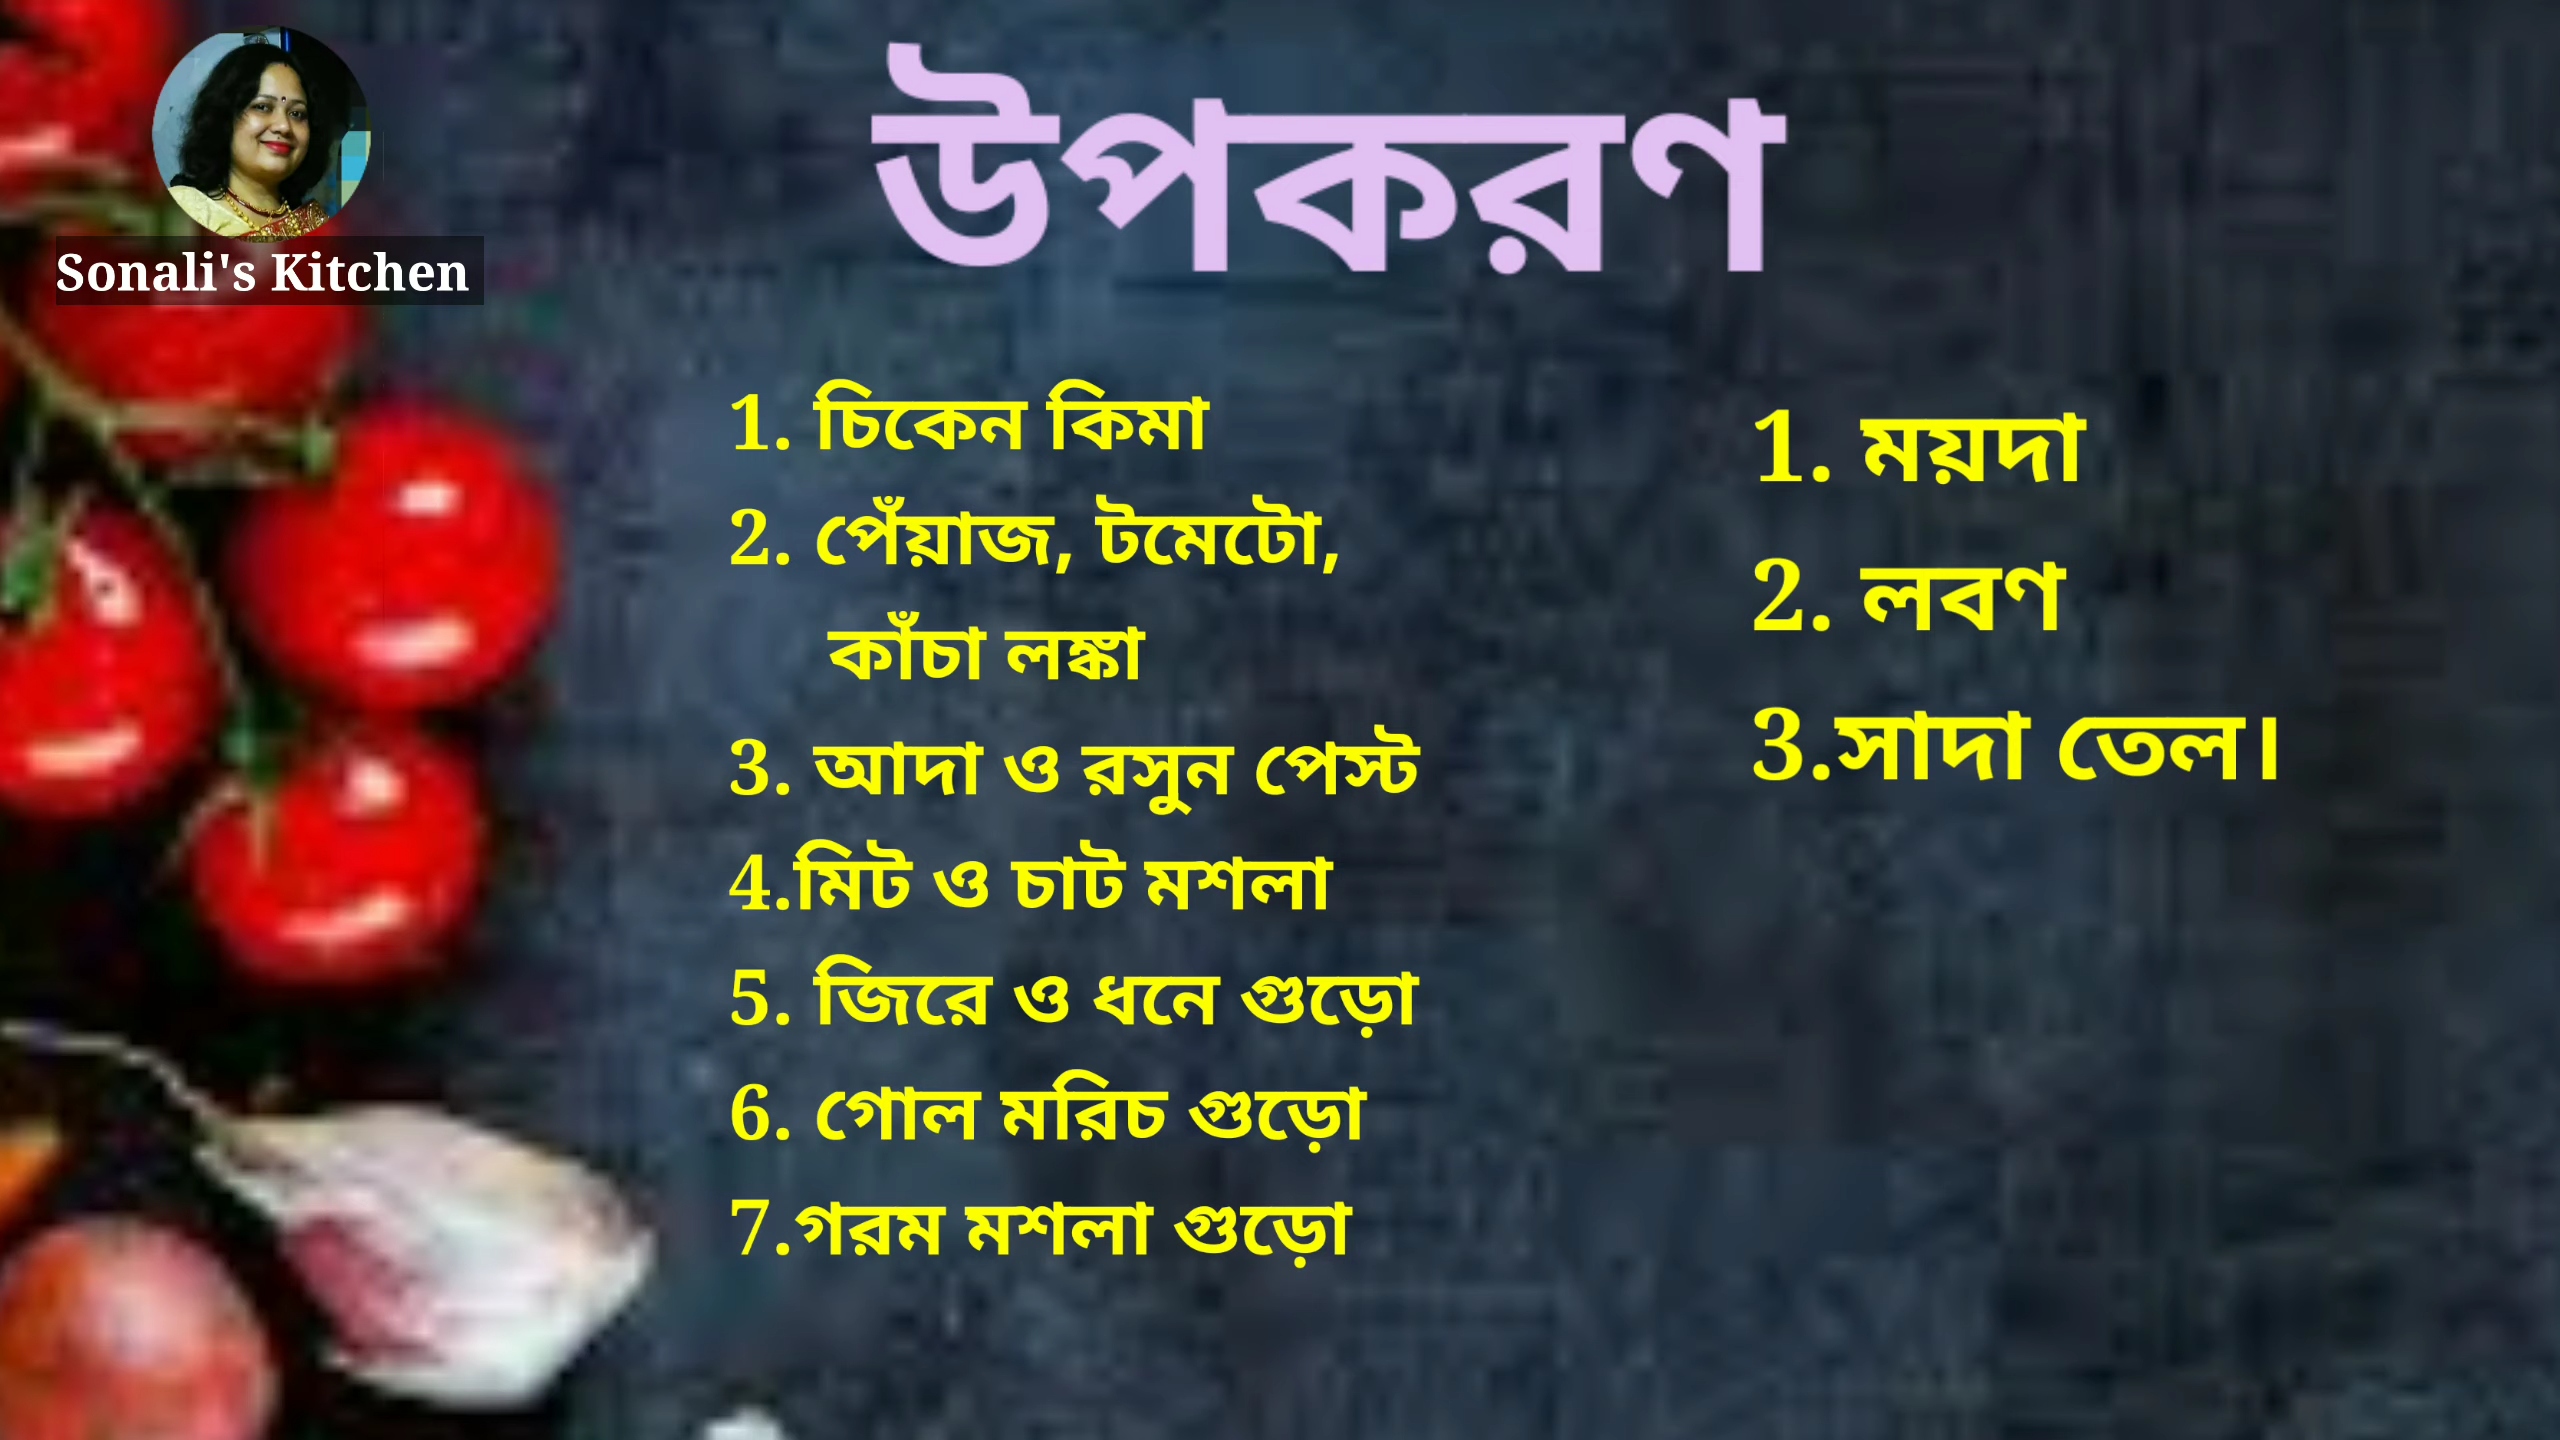 Sonali's Kitchen
উপকরণ
1. চিকেন কিমা
2. পেঁয়াজ, টমেটো,
কাঁচা লঙ্কা
3. আদা ও রসুন পেস্ট
4.মিট ও চাট মশলা
5. জিরে ও ধনে গুড়ো
6. গোল মরিচ গুড়ো
7.গরম মশলা গুড়ো
1. ময়দা
2. লবণ
3.সাদা তেল।